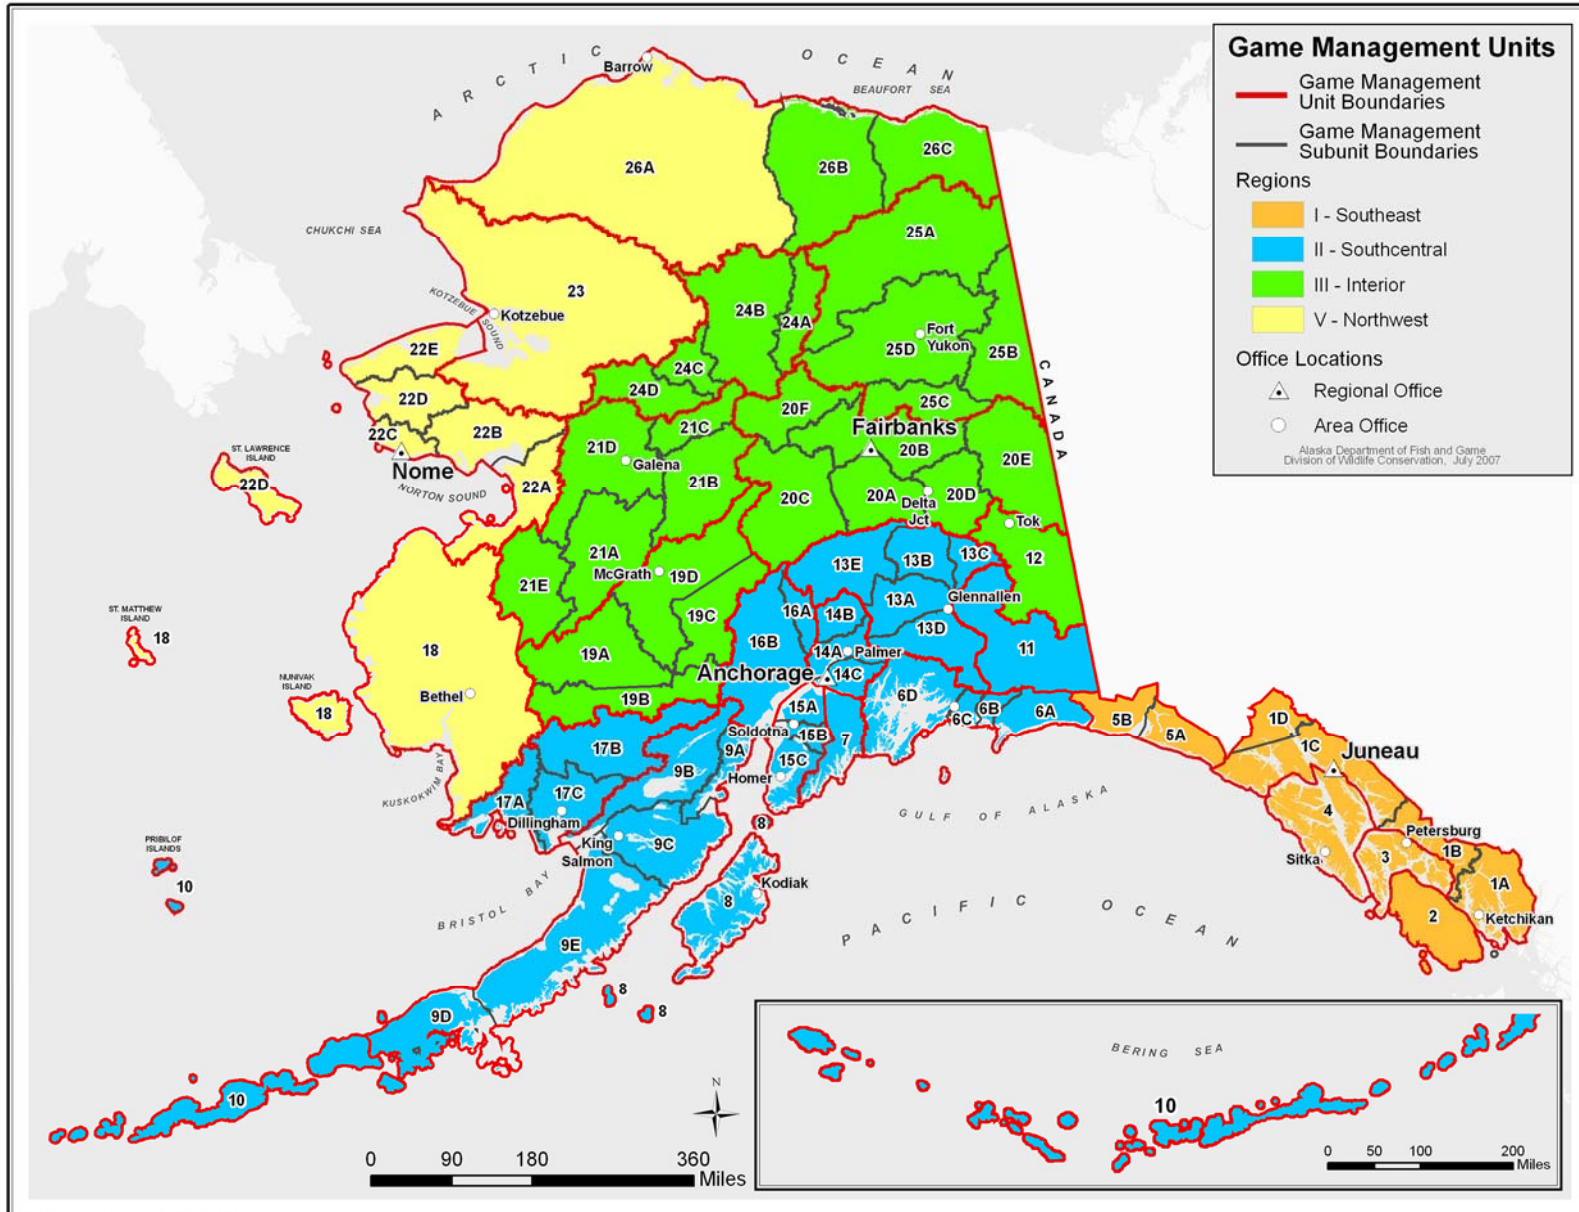 Game Management Units
Game Management
Unit Boundaries
Game Management
Subunit Boundaries
Regions
I - Southeast
II - Southcentral
III - Interior
V - Northwest
Office Locations
Regional Office
Area Office
Alaska Department of Fish and Game
Division of Wildlife Conservation, July 2007
ARCTIC OCEAN
BEAUFORT SEA
Barrow
26A
26B
26C
CHUKCHI SEA
25A
23
KOTZEBUE SOUND
Kotzebue
24B
24A
Fort
Yukon
25D
25B
CANADA
22E
24C
24D
22D
25C
20F
22C
22B
21C
Fairbanks
21D
20B
Nome
Galena
20E
ST. LAWRENCE
ISLAND
22D
NORTON SOUND
22A
21B
20C
20A
20D
Delta
Jct
Tok
21A
21E
McGrath
19D
13E
13B
13C
12
13A
Glennallen
16A
14B
19C
13D
ST. MATTHEW
ISLAND
18
18
16B
19A
14A
Palmer
11
Anchorage
14C
NUNIVAK
ISLAND
18
Bethel
19B
6D
6C
6B
6A
5B
5A
1D
1C
Juneau
15A
Soldotna
15B
7
17B
9A
9B
15C
Homer
KUSKOKWIM BAY
17A
17C
Dillingham
King
Salmon
9C
GULF OF ALASKA
4
Petersburg
3
1B
Sitka
1A
2
Ketchikan
8
PRIBILOF
ISLANDS
10
Kodiak
8
BRISTOL BAY
PACIFIC OCEAN
9E
8
8
9D
10
N
0 90 180 360
Miles
BERING SEA
10
0 50 100 200
Miles